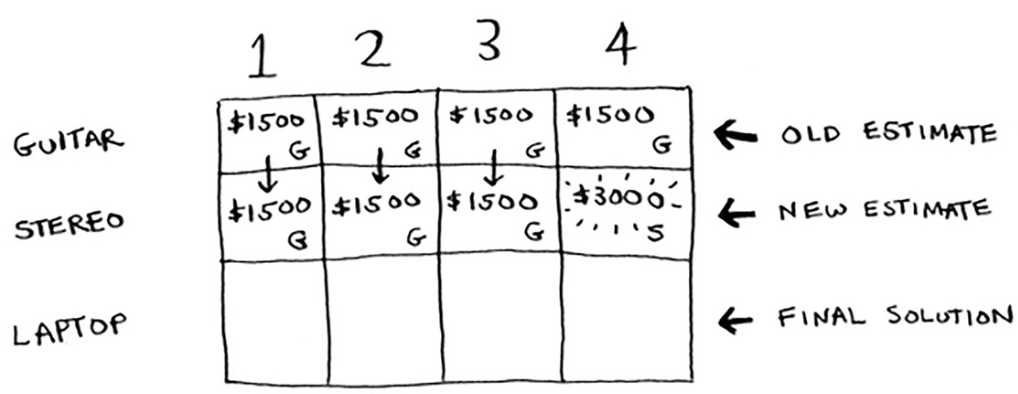 1 2 3 4
GUITAR $1500 G $1500 G $1500 G $1500 G ← OLD ESTIMATE
STEREO $1500 G $1500 G $1500 G $3000 S ← NEW ESTIMATE
LAPTOP ← FINAL SOLUTION